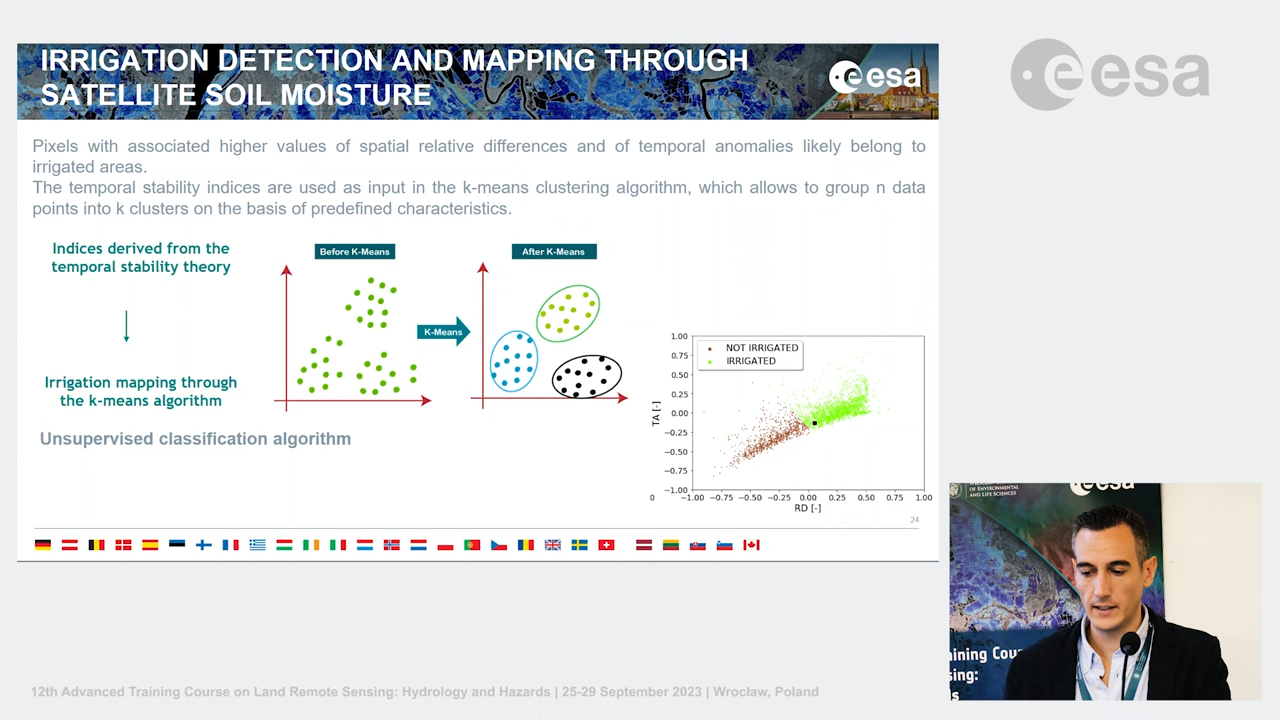 IRRIGATION DETECTION AND MAPPING THROUGH
SATELLITE SOIL MOISTURE
esa
esa
Pixels with associated higher values of spatial relative differences and of temporal anomalies likely belong to
irrigated areas.
The temporal stability indices are used as input in the k-means clustering algorithm, which allows to group n data
points into k clusters on the basis of predefined characteristics.
Indices derived from the
temporal stability theory
Before K-Means
After K-Means
K-Means
Irrigation mapping through
the k-means algorithm
Unsupervised classification algorithm
NOT IRRIGATED
IRRIGATED
1.00
0.75
0.50
0.25
0.00
−0.25
−0.50
−0.75
−1.00
TA [-]
0
−1.00 −0.75 −0.50 −0.25 0.00 0.25 0.50 0.75 1.00
RD [-]
24
OF ENVIRONMENTAL
AND LIFE SCIENCES
esa
ining Cou
sing:
s
12th Advanced Training Course on Land Remote Sensing: Hydrology and Hazards | 25-29 September 2023 | Wrocław, Poland